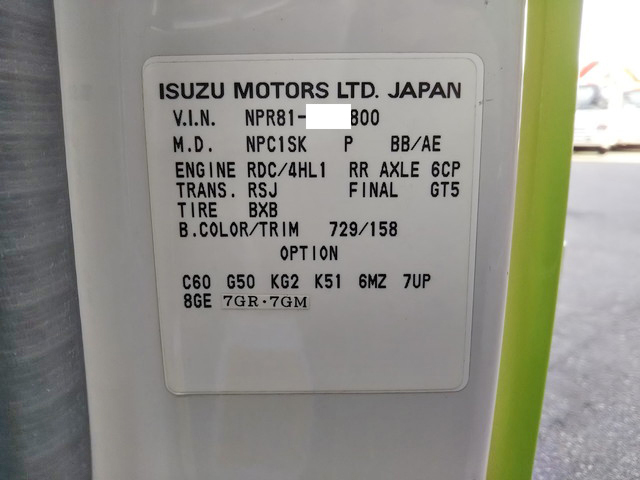 ISUZU MOTORS LTD. JAPAN
V.I.N. NPR81- 800
M.D. NPC1SK P BB/AE
ENGINE RDC/4HL1 RR AXLE 6CP
TRANS. RSJ FINAL GT5
TIRE BXB
B.COLOR/TRIM 729/158
OPTION
C60 G50 KG2 K51 6MZ 7UP
8GE 7GR·7GM